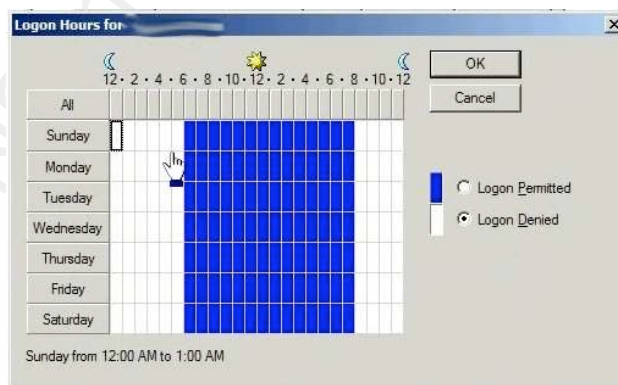 Logon Hours for
12 · 2 · 4 · 6 · 8 · 10 · 12 · 2 · 4 · 6 · 8 · 10 · 12
OK
Cancel
All
Sunday
Monday
Tuesday
Wednesday
Thursday
Friday
Saturday
Logon Permitted
Logon Denied
Sunday from 12:00 AM to 1:00 AM